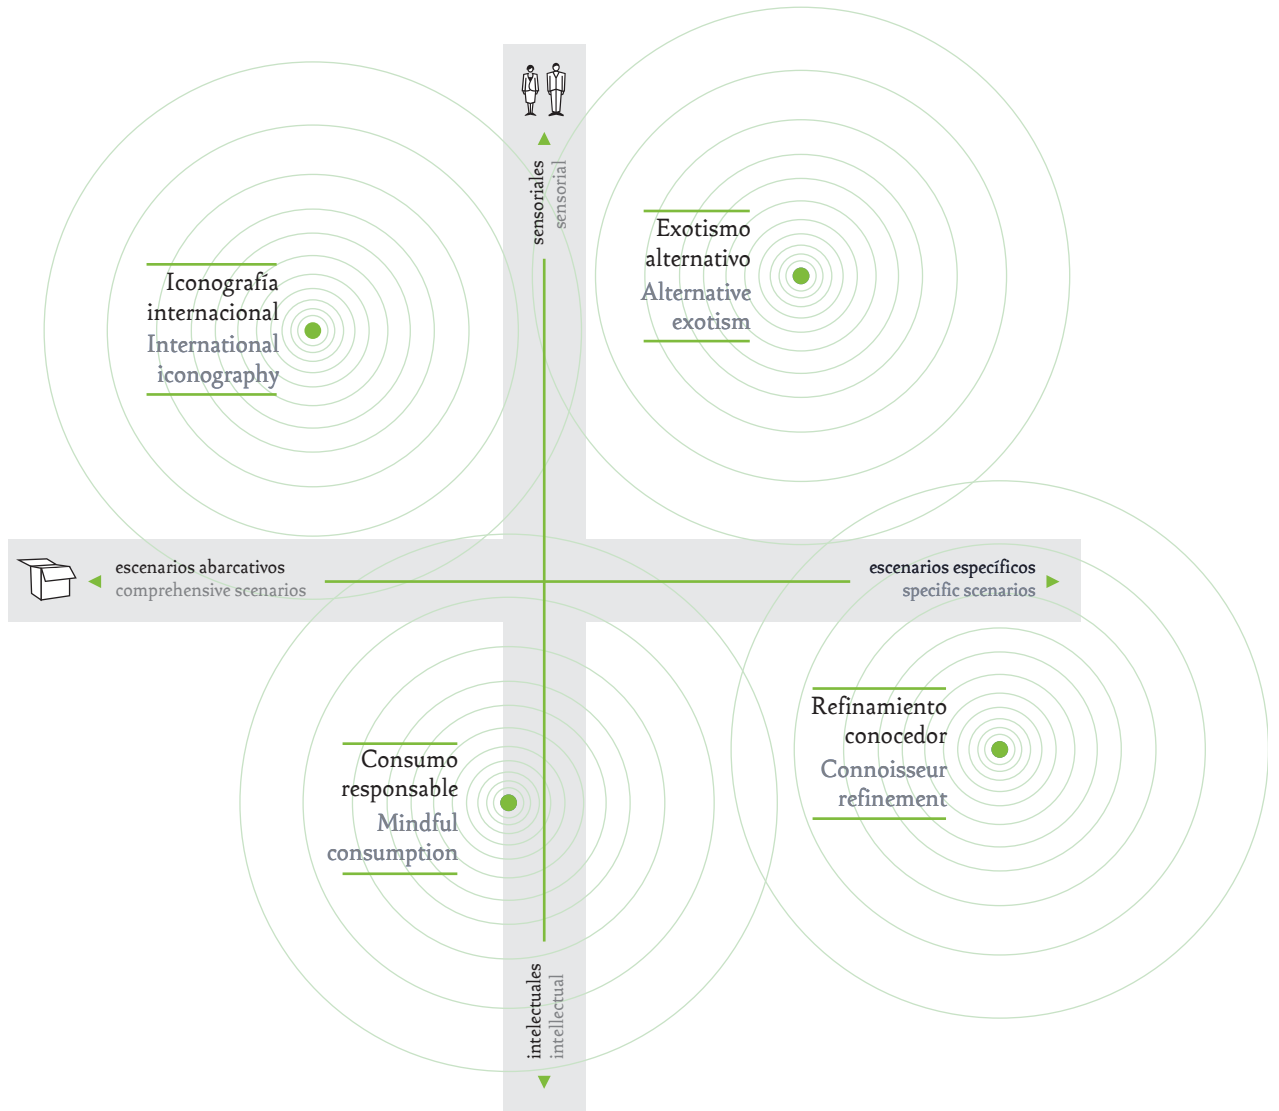 sensoriales
sensorial
Exotismo
alternativo
Alternative
exotism
Iconografía
internacional
International
iconography
escenarios abarcativos
comprehensive scenarios
escenarios específicos
specific scenarios
Refinamiento
conocedor
Connoisseur
refinement
Consumo
responsable
Mindful
consumption
intelectuales
intellectual